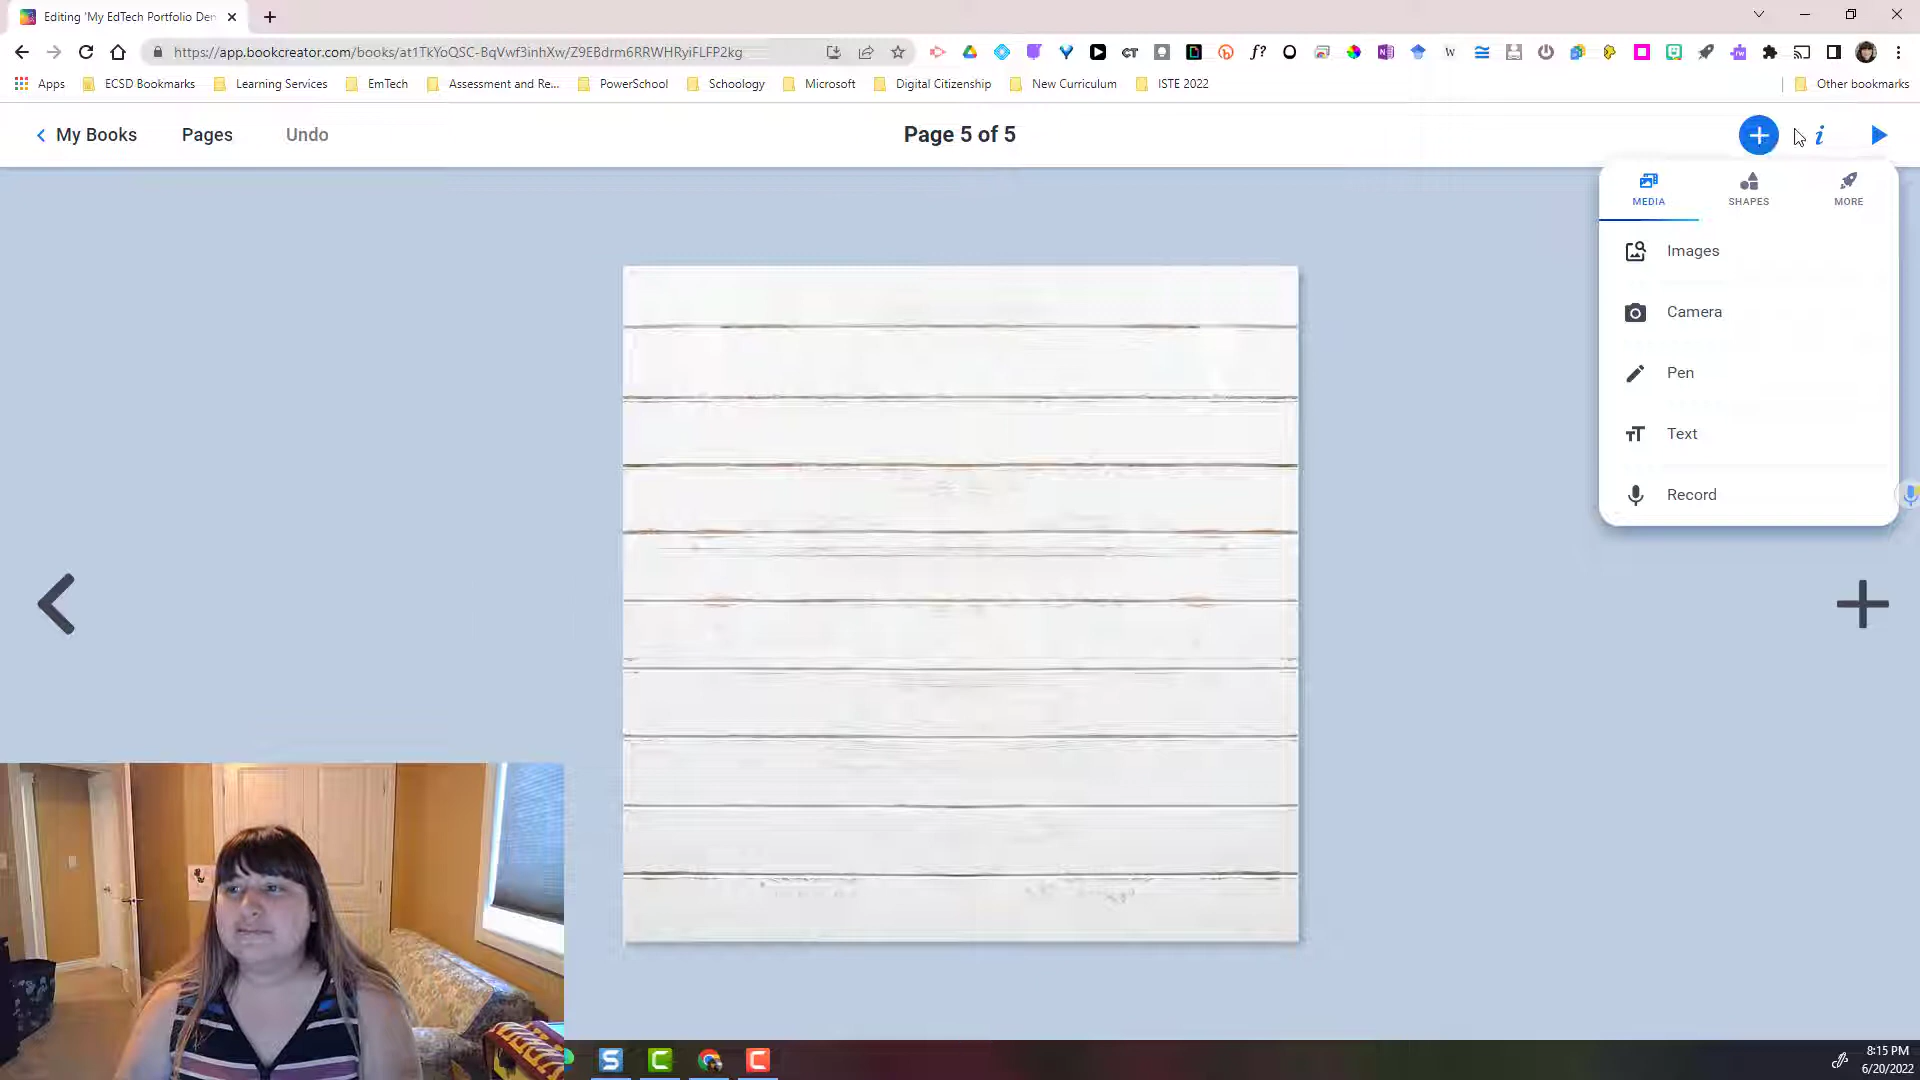 Editing 'My EdTech Portfolio Den
https://app.bookcreator.com/books/at1TkYoQSC-BqVwf3inhXw/Z9EBdrm6RRWHRyiFLFP2kg
Apps ECSD Bookmarks Learning Services EmTech Assessment and Re... PowerSchool Schoology Microsoft Digital Citizenship New Curriculum ISTE 2022 Other bookmarks
My Books Pages Undo Page 5 of 5
MEDIA SHAPES MORE
Images
Camera
Pen
Text
Record
8:15 PM
6/20/2022